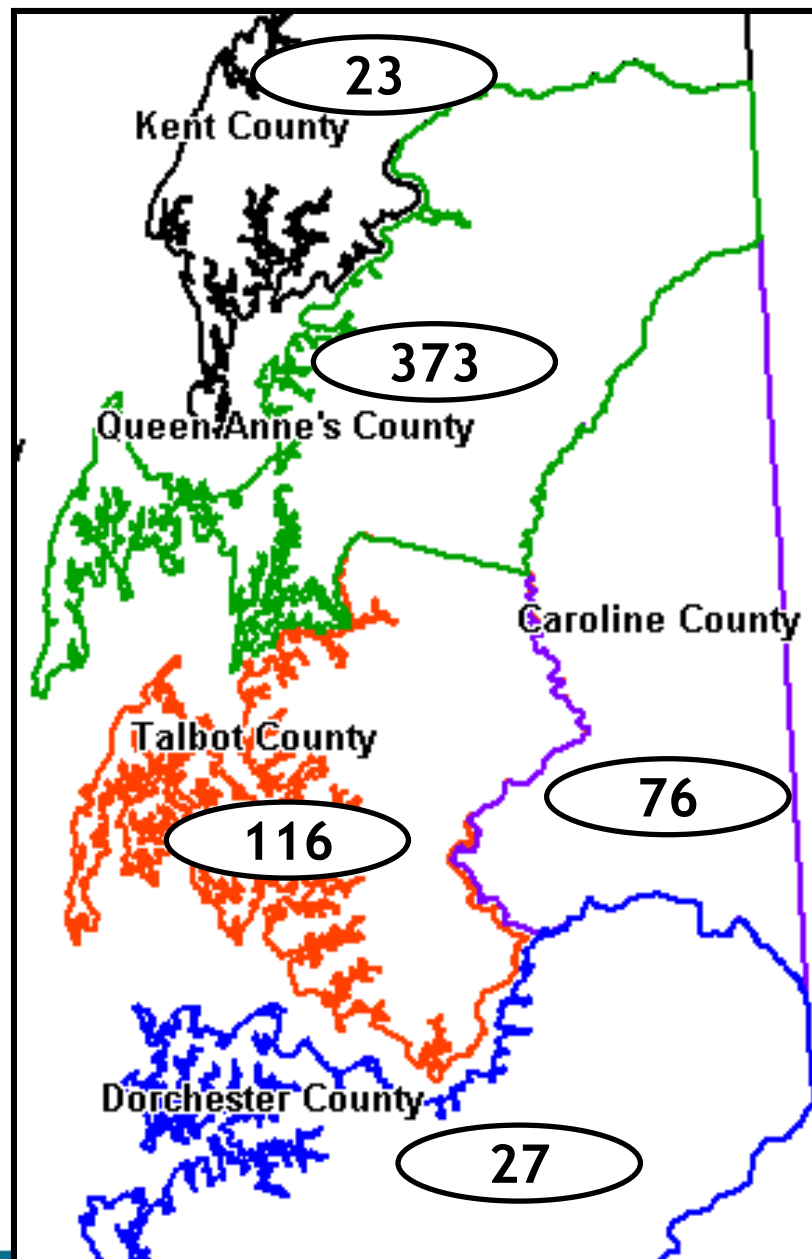 23
Kent County
373
Queen Anne's County
Caroline County
Talbot County
76
116
Dorchester County
27